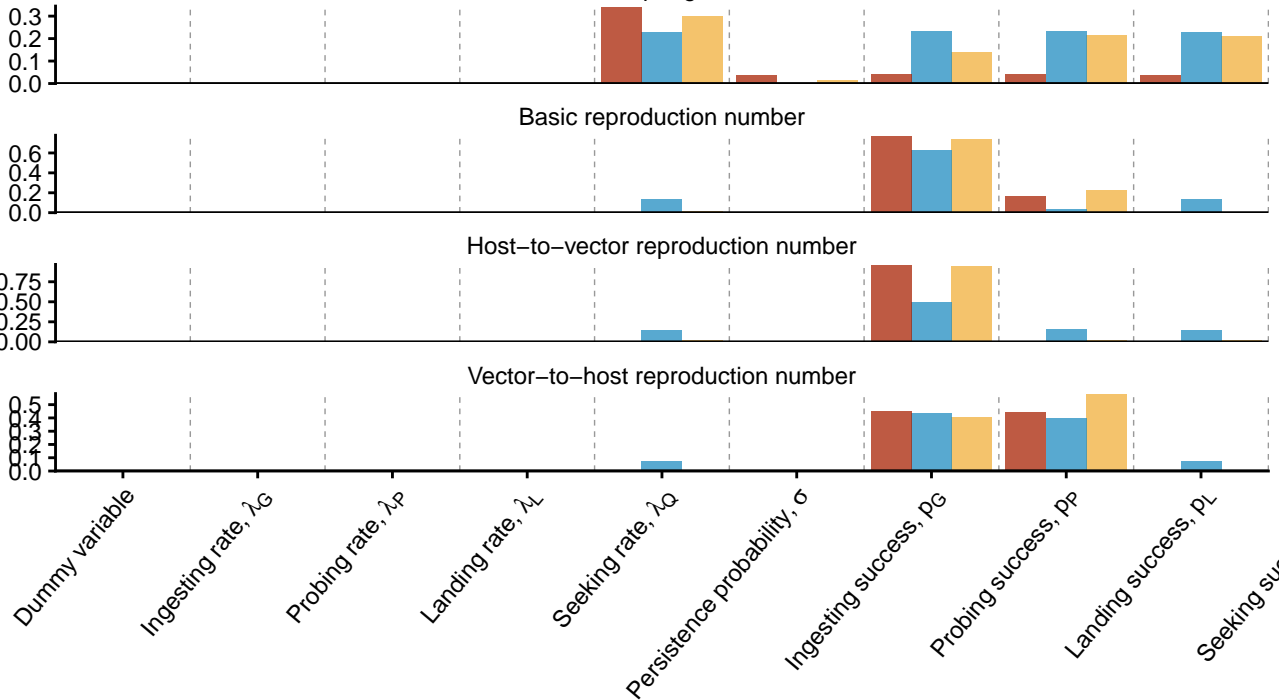 0.3
0.2
0.1
0.0
Basic reproduction number
0.6
0.4
0.2
0.0
Host−to−vector reproduction number
0.75
0.50
0.25
0.00
Vector−to−host reproduction number
0.5
0.4
0.3
0.2
0.1
0.0
Dummy variable
Ingesting rate, λG
Probing rate, λP
Landing rate, λL
Seeking rate, λQ
Persistence probability, σ
Ingesting success, pG
Probing success, pP
Landing success, pL
Seeking